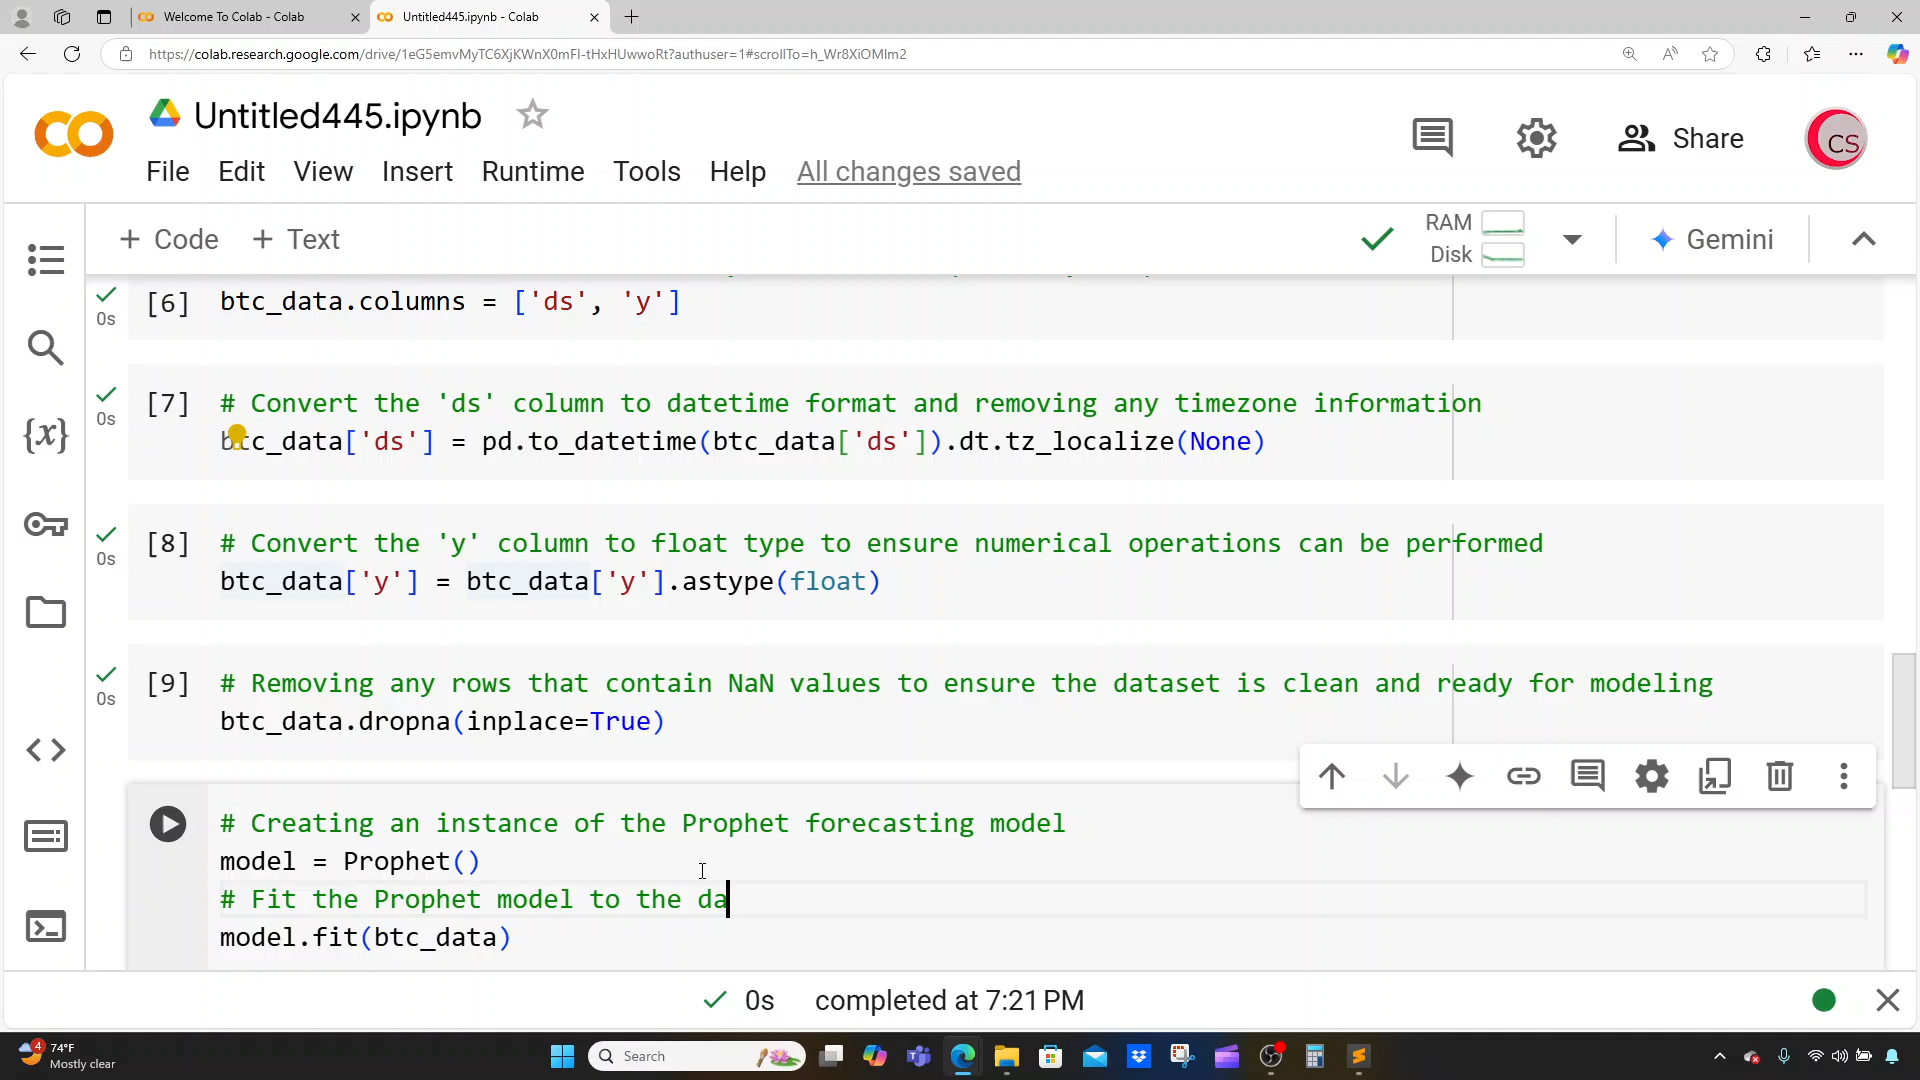 Welcome To Colab - Colab
Untitled445.ipynb - Colab
https://colab.research.google.com/drive/1eG5emvMyTC6XjKWnX0mFI-tHxHUwwoRt?authuser=1#scrollTo=h_Wr8XiOMlm2
Untitled445.ipynb
File Edit View Insert Runtime Tools Help All changes saved
Share
CS
+ Code + Text
RAM
Disk
Gemini
[6] btc_data.columns = ['ds', 'y']
0s
[7] # Convert the 'ds' column to datetime format and removing any timezone information
0s
btc_data['ds'] = pd.to_datetime(btc_data['ds']).dt.tz_localize(None)
[8] # Convert the 'y' column to float type to ensure numerical operations can be performed
0s
btc_data['y'] = btc_data['y'].astype(float)
[9] # Removing any rows that contain NaN values to ensure the dataset is clean and ready for modeling
0s
btc_data.dropna(inplace=True)
# Creating an instance of the Prophet forecasting model
model = Prophet()
# Fit the Prophet model to the da
model.fit(btc_data)
0s completed at 7:21 PM
4
74°F
Mostly clear
Search